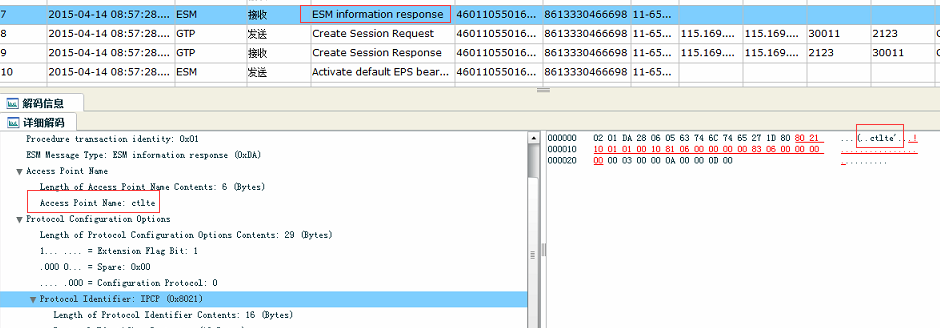 7 2015-04-14 08:57:28.... ESM 接收 ESM information response 46011055016... 8613330466698 11-65...
8 2015-04-14 08:57:28.... GTP 发送 Create Session Request 46011055016... 8613330466698 11-65... 115.169.... 115.169.... 30011 2123
9 2015-04-14 08:57:28.... GTP 接收 Create Session Response 46011055016... 8613330466698 11-65... 115.169.... 115.169.... 2123 30011
10 2015-04-14 08:57:28.... ESM 发送 Activate default EPS bear... 46011055016... 8613330466698 11-65...
解码信息
详细解码
Procedure transaction identity: 0x01
ESM Message Type: ESM information response (0xDA)
Access Point Name
Length of Access Point Name Contents: 6 (Bytes)
Access Point Name: ctlte
Protocol Configuration Options
Length of Protocol Configuration Options Contents: 29 (Bytes)
1... .... = Extension Flag Bit: 1
.000 0... = Spare: 0x00
.... .000 = Configuration Protocol: 0
Protocol Identifier: IPCP (0x8021)
Length of Protocol Identifier Contents: 16 (Bytes)
000000 02 01 DA 28 06 05 63 74 6C 74 65 27 1D 80 80 21 ...(..ctlte'...!
000010 10 01 01 00 10 81 06 00 00 00 00 83 06 00 00 00 ................
000020 00 00 03 00 00 0A 00 00 0D 00 ..........